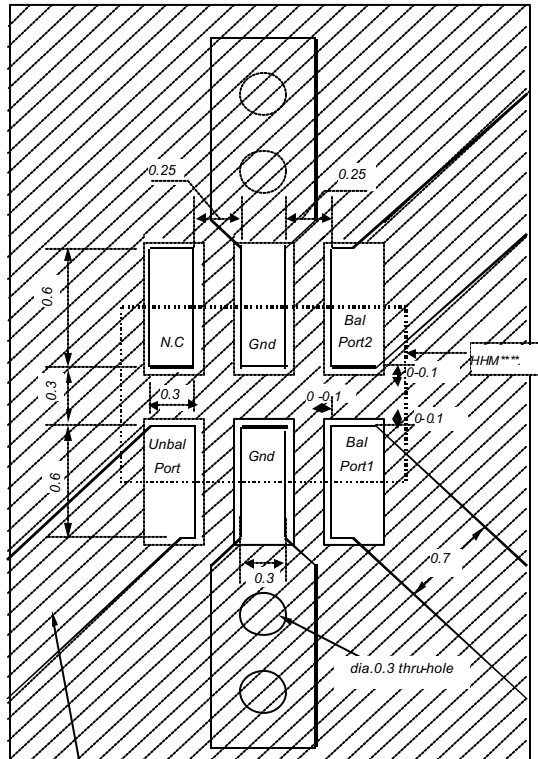 0.25
0.25
0.6
N.C
Gnd
Bal
Port2
HHM****.
0-0.1
0.3
0.3
0 -0.1
0-0.1
Unbal
Port
Gnd
Bal
Port1
0.6
0.7
0.3
dia.0.3 thru-hole